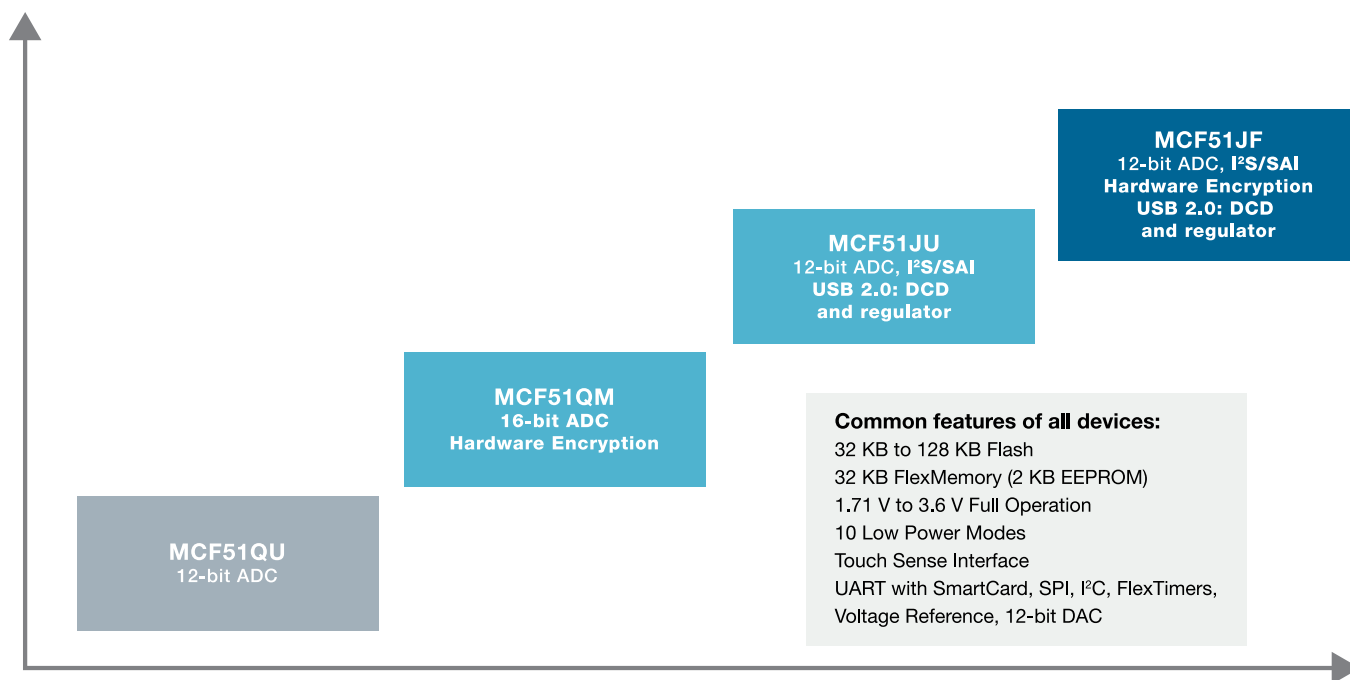 MCF51JF
12-bit ADC, I²S/SAI
Hardware Encryption
USB 2.0: DCD
and regulator
MCF51JU
12-bit ADC, I²S/SAI
USB 2.0: DCD
and regulator
MCF51QM
16-bit ADC
Hardware Encryption
MCF51QU
12-bit ADC
Common features of all devices:
32 KB to 128 KB Flash
32 KB FlexMemory (2 KB EEPROM)
1.71 V to 3.6 V Full Operation
10 Low Power Modes
Touch Sense Interface
UART with SmartCard, SPI, I²C, FlexTimers,
Voltage Reference, 12-bit DAC